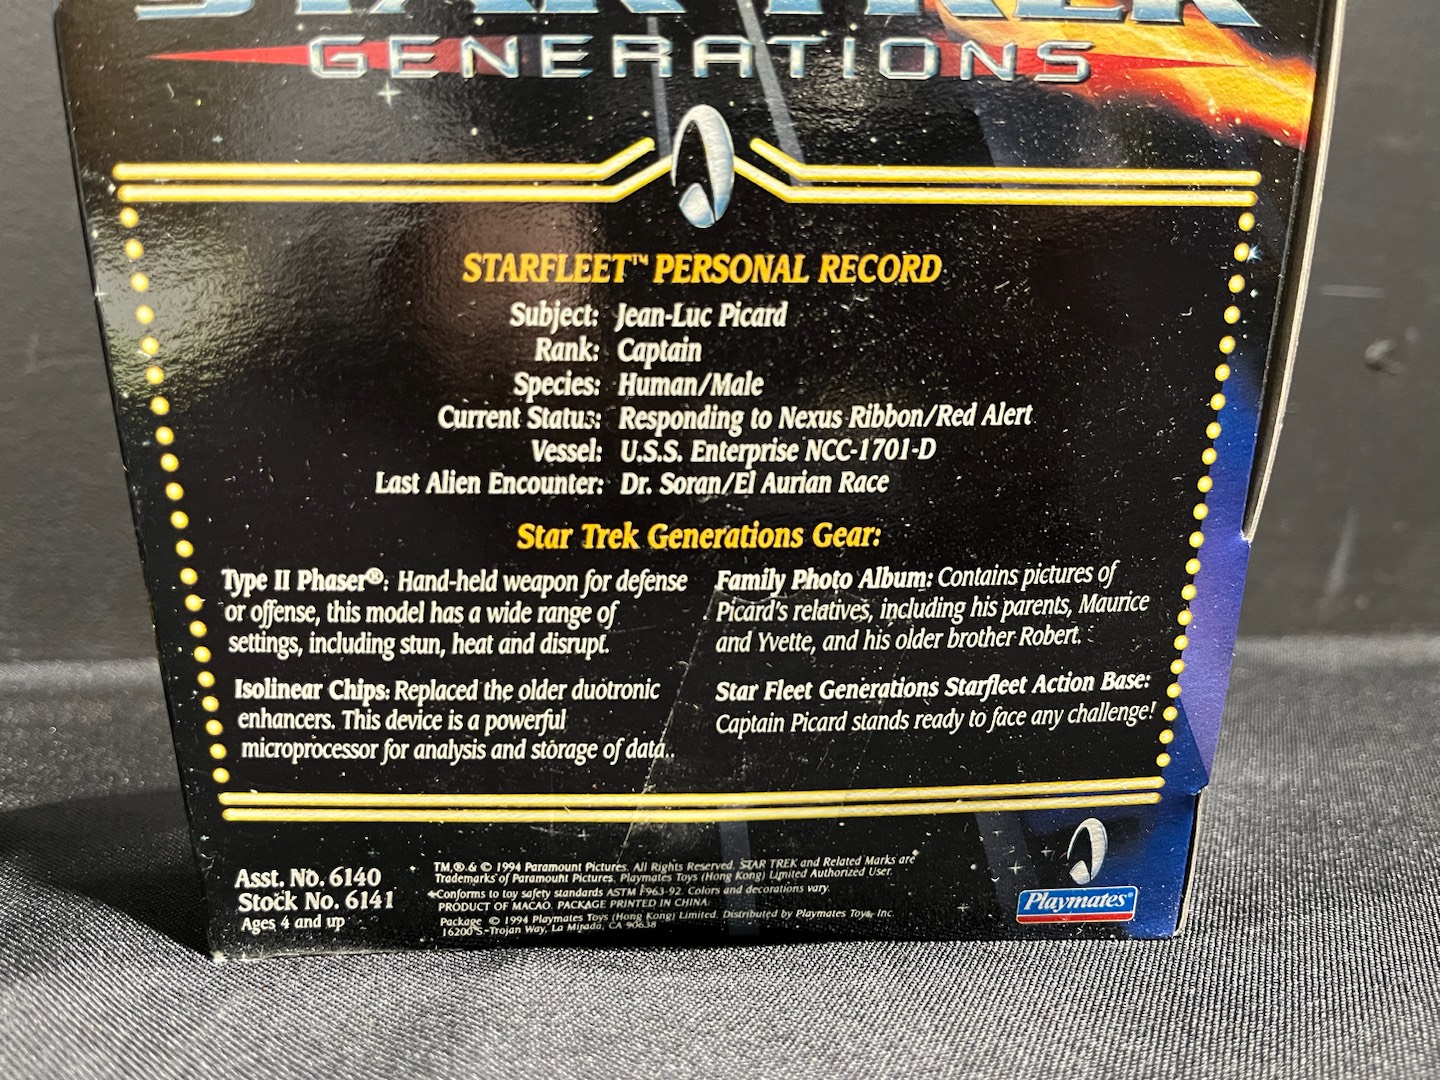 STAR TREK
GENERATIONS
STARFLEET™ PERSONAL RECORD
Subject: Jean-Luc Picard
Rank: Captain
Species: Human/Male
Current Status: Responding to Nexus Ribbon/Red Alert
Vessel: U.S.S. Enterprise NCC-1701-D
Last Alien Encounter: Dr. Soran/El Aurian Race
Star Trek Generations Gear:
Type II Phaser®: Hand-held weapon for defense
or offense, this model has a wide range of
settings, including stun, heat and disrupt.
Isolinear Chips: Replaced the older duotronic
enhancers. This device is a powerful
microprocessor for analysis and storage of data..
Family Photo Album: Contains pictures of
Picard's relatives, including his parents, Maurice
and Yvette, and his older brother Robert.
Star Fleet Generations Starfleet Action Base:
Captain Picard stands ready to face any challenge!
Asst. No. 6140
Stock No. 6141
Ages 4 and up
TM,® & © 1994 Paramount Pictures. All Rights Reserved. STAR TREK and Related Marks are
Trademarks of Paramount Pictures. Playmates Toys (Hong Kong) Limited Authorized User.
Conforms to toy safety standards ASTM F963-92. Colors and decorations vary.
PRODUCT OF MACAO. PACKAGE PRINTED IN CHINA.
Package © 1994 Playmates Toys (Hong Kong) Limited. Distributed by Playmates Toys, Inc.
16200 S. Trojan Way, La Mirada, CA 90638
Playmates®